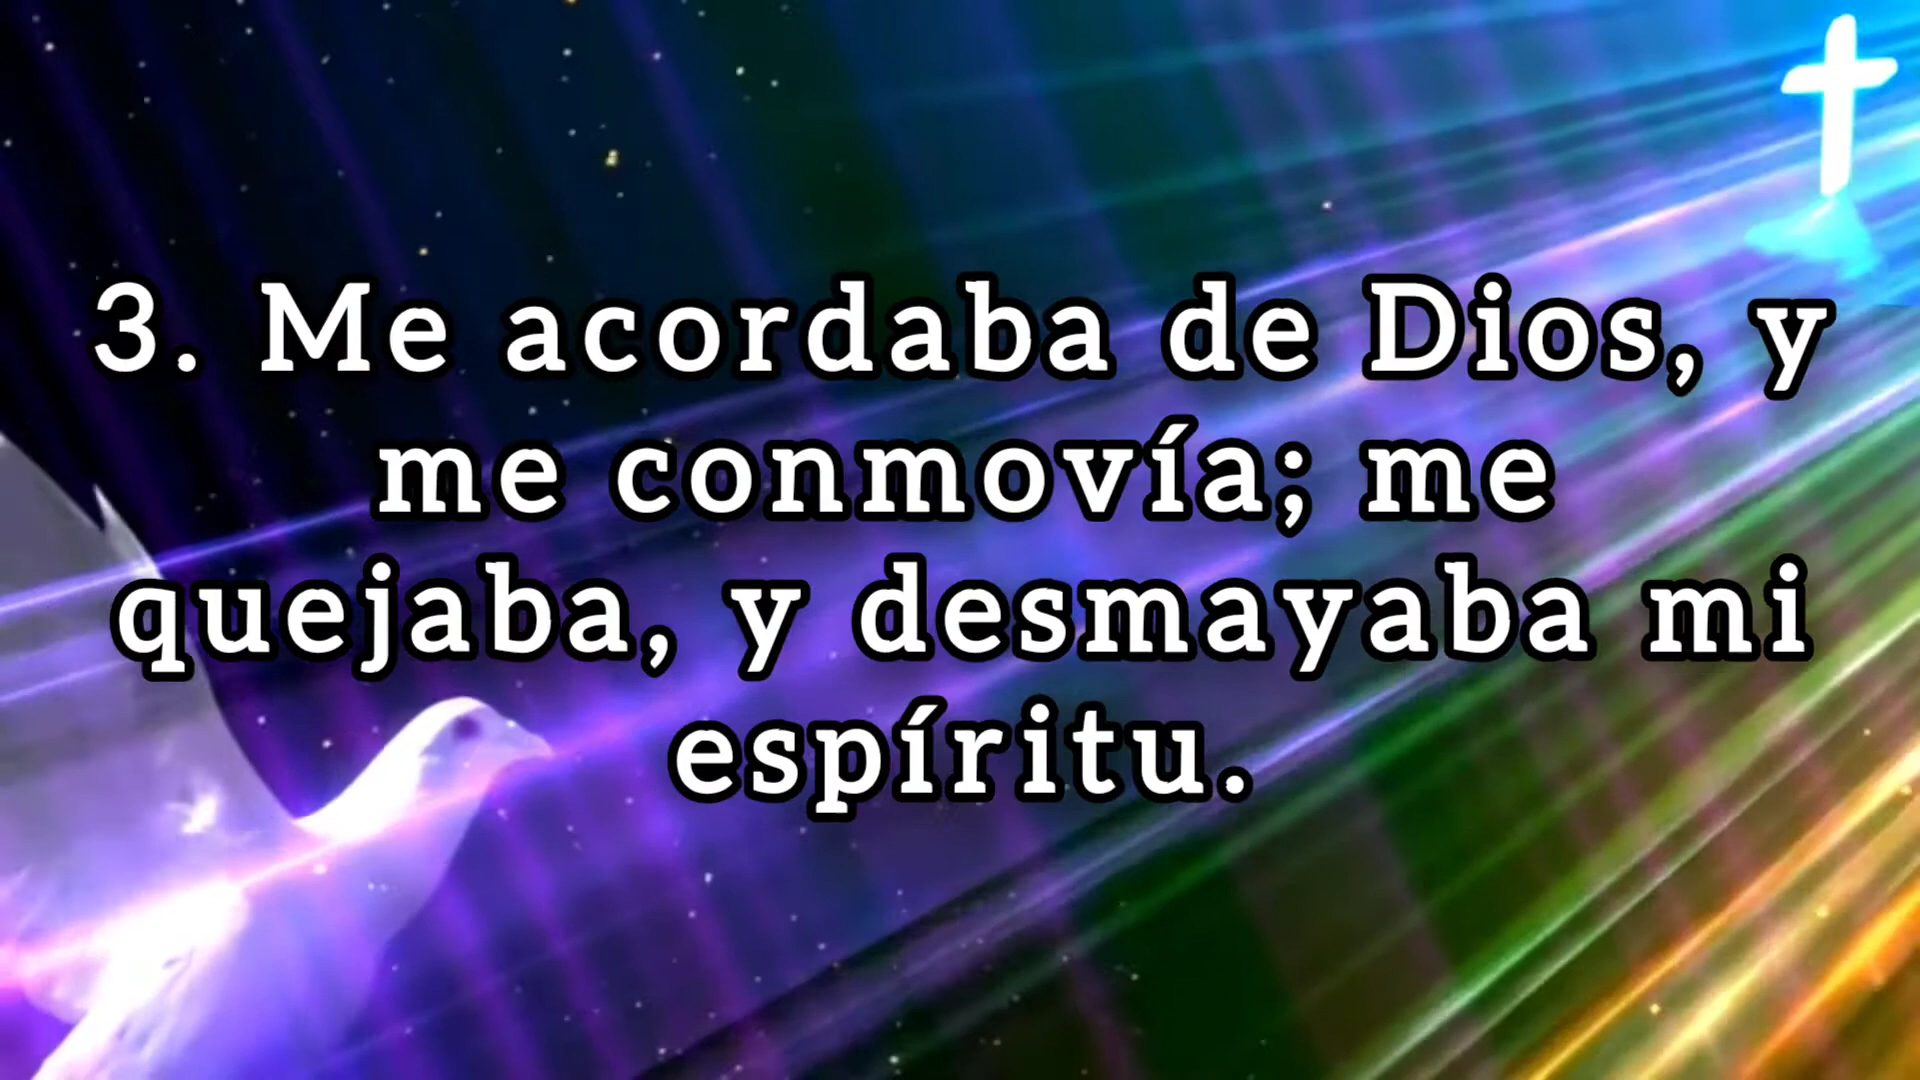 3. Me acordaba de Dios, y
me conmovía; me
quejaba, y desmayaba mi
espíritu.